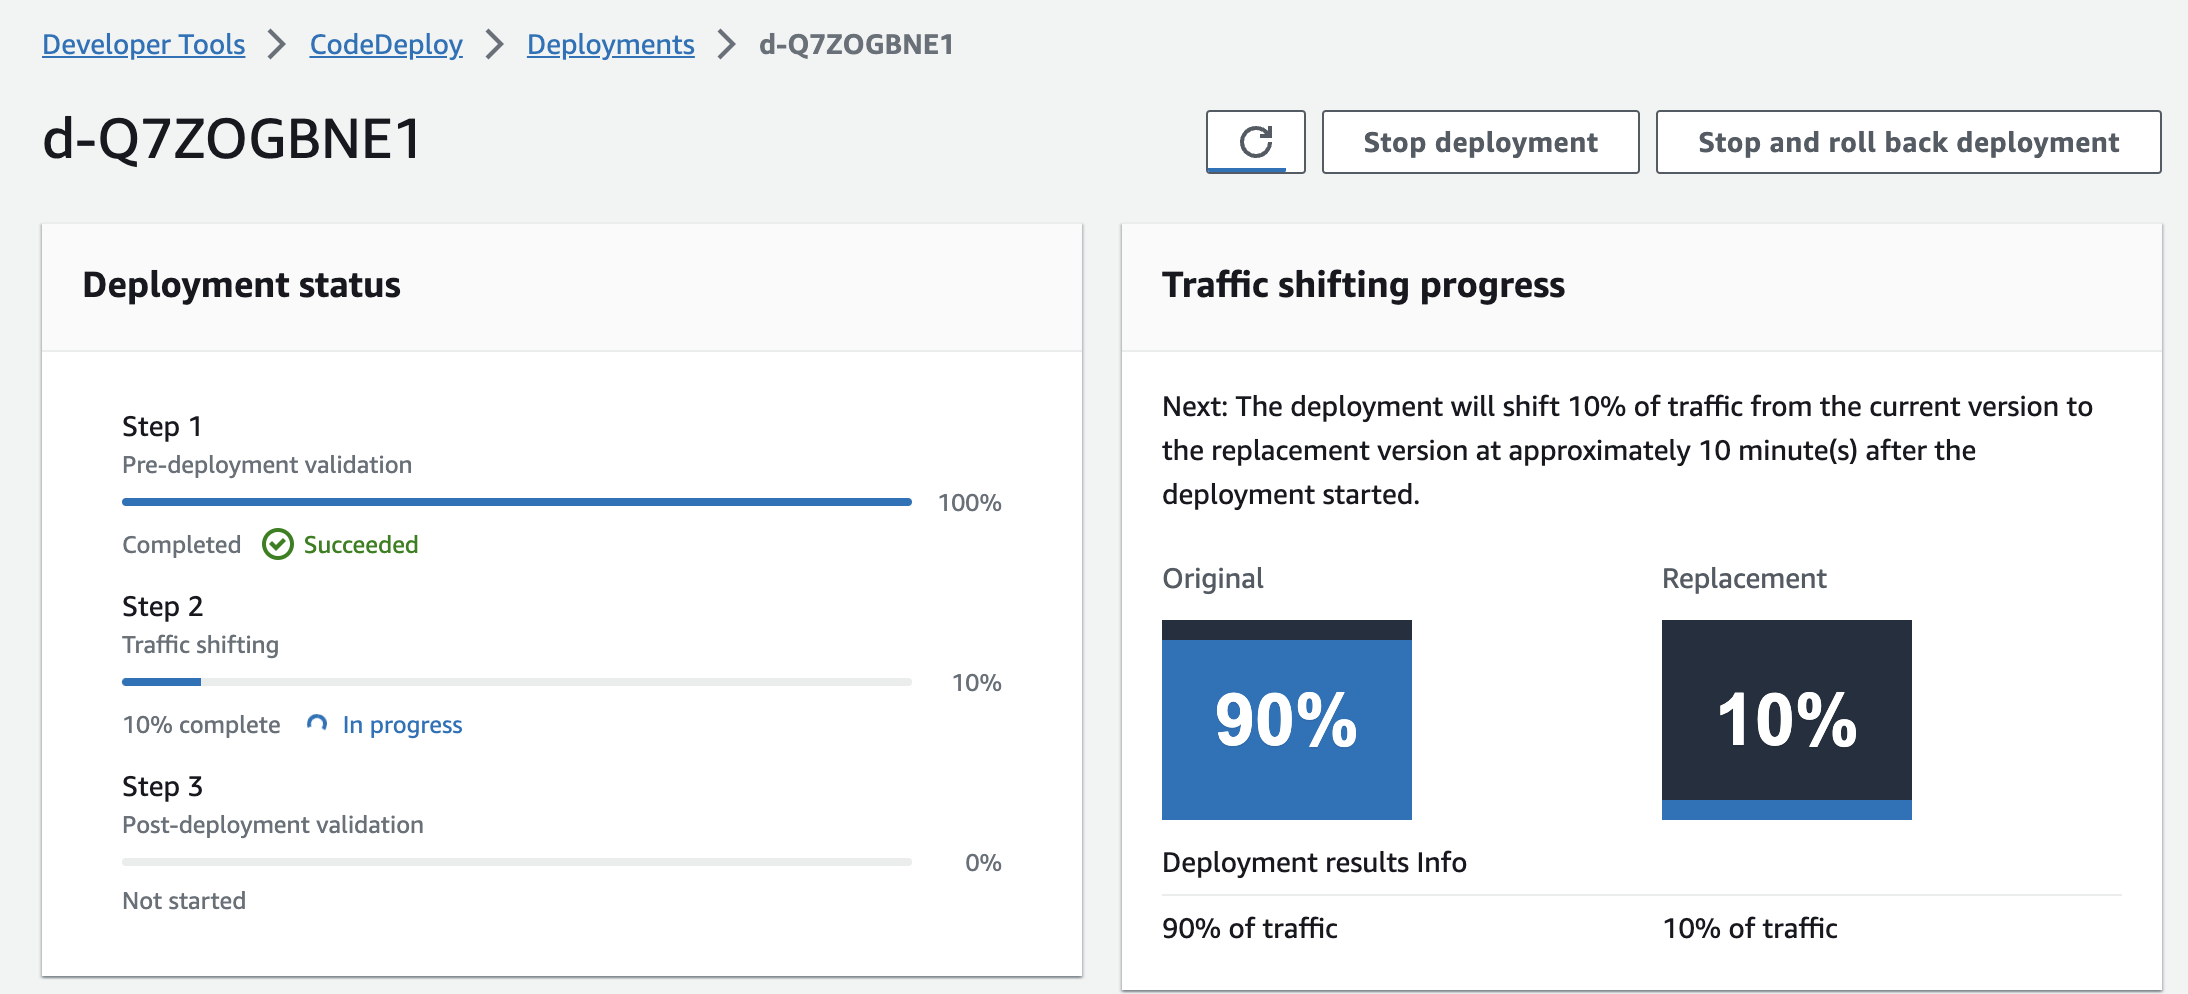 Developer Tools > CodeDeploy > Deployments > d-Q7ZOGBNE1
d-Q7ZOGBNE1
Stop deployment
Stop and roll back deployment
Deployment status
Step 1
Pre-deployment validation
100%
Completed Succeeded
Step 2
Traffic shifting
10%
10% complete In progress
Step 3
Post-deployment validation
0%
Not started
Traffic shifting progress
Next: The deployment will shift 10% of traffic from the current version to
the replacement version at approximately 10 minute(s) after the
deployment started.
Original Replacement
90% 10%
Deployment results Info
90% of traffic 10% of traffic